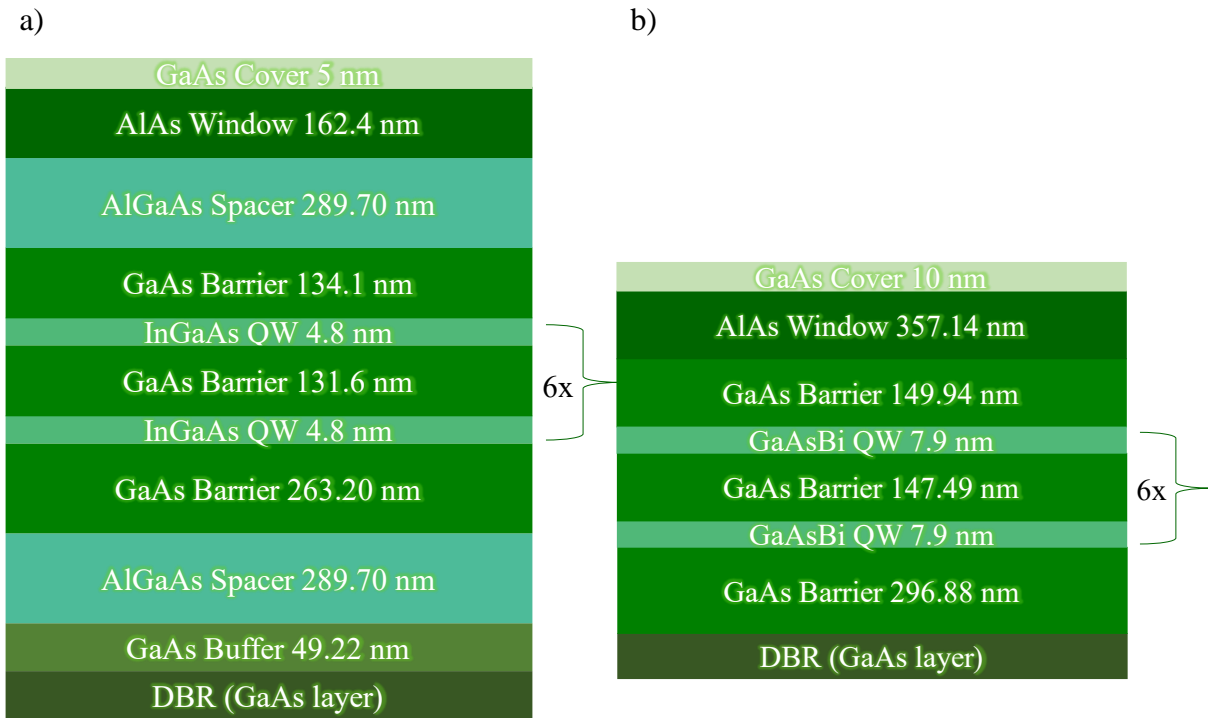 a)
GaAs Cover 5 nm
AlAs Window 162.4 nm
AlGaAs Spacer 289.70 nm
GaAs Barrier 134.1 nm
InGaAs QW 4.8 nm
GaAs Barrier 131.6 nm
InGaAs QW 4.8 nm
6x
GaAs Barrier 263.20 nm
AlGaAs Spacer 289.70 nm
GaAs Buffer 49.22 nm
DBR (GaAs layer)
b)
GaAs Cover 10 nm
AlAs Window 357.14 nm
GaAs Barrier 149.94 nm
GaAsBi QW 7.9 nm
GaAs Barrier 147.49 nm
GaAsBi QW 7.9 nm
6x
GaAs Barrier 296.88 nm
DBR (GaAs layer)